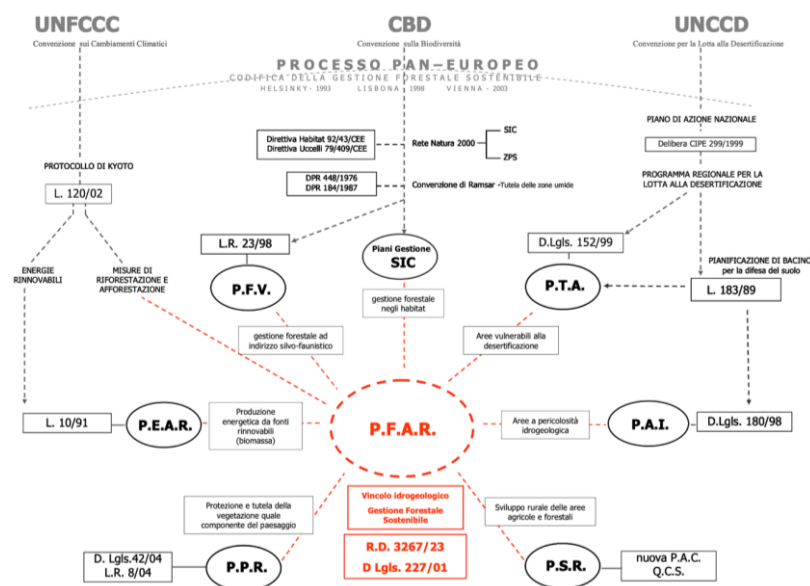 UNFCCC
Convenzione sui Cambiamenti Climatici
CBD
Convenzione sulla Biodiversità
UNCCD
Convenzione per la Lotta alla Desertificazione
PROCESSO PAN-EUROPEO
CODIFICA DELLA GESTIONE FORESTALE SOSTENIBILE
HELSINKY - 1993 LISBONA 1998 VIENNA - 2003
PIANO DI AZIONE NAZIONALE
Delibera CIPE 299/1999
PROGRAMMA REGIONALE PER LA
LOTTA ALLA DESERTIFICAZIONE
Direttiva Habitat 92/43/CEE
Direttiva Uccelli 79/409/CEE
Rete Natura 2000
SIC
ZPS
DPR 448/1976
DPR 184/1987
Convenzione di Ramsar -Tutela delle zone umide
PROTOCOLLO DI KYOTO
L. 120/02
ENERGIE
RINNOVABILI
MISURE DI
RIFORESTAZIONE E
AFFORESTAZIONE
L.R. 23/98
P.F.V.
Piani Gestione
SIC
D.Lgls. 152/99
P.T.A.
PIANIFICAZIONE DI BACINO
per la difesa del suolo
L. 183/89
gestione forestale ad
indirizzo silvo-faunistico
gestione forestale
negli habitat
Aree vulnerabili alla
desertificazione
L. 10/91
P.E.A.R.
Produzione
energetica da fonti
rinnovabili
(biomassa)
P.F.A.R.
Aree a pericolosità
idrogeologica
P.A.I.
D.Lgls. 180/98
Protezione e tutela della
vegetazione quale
componente del paesaggio
Vincolo idrogeologico
Gestione Forestale
Sostenibile
Sviluppo rurale delle aree
agricole e forestali
D. Lgls.42/04
L.R. 8/04
P.P.R.
R.D. 3267/23
D Lgls. 227/01
P.S.R.
nuova P.A.C.
Q.C.S.